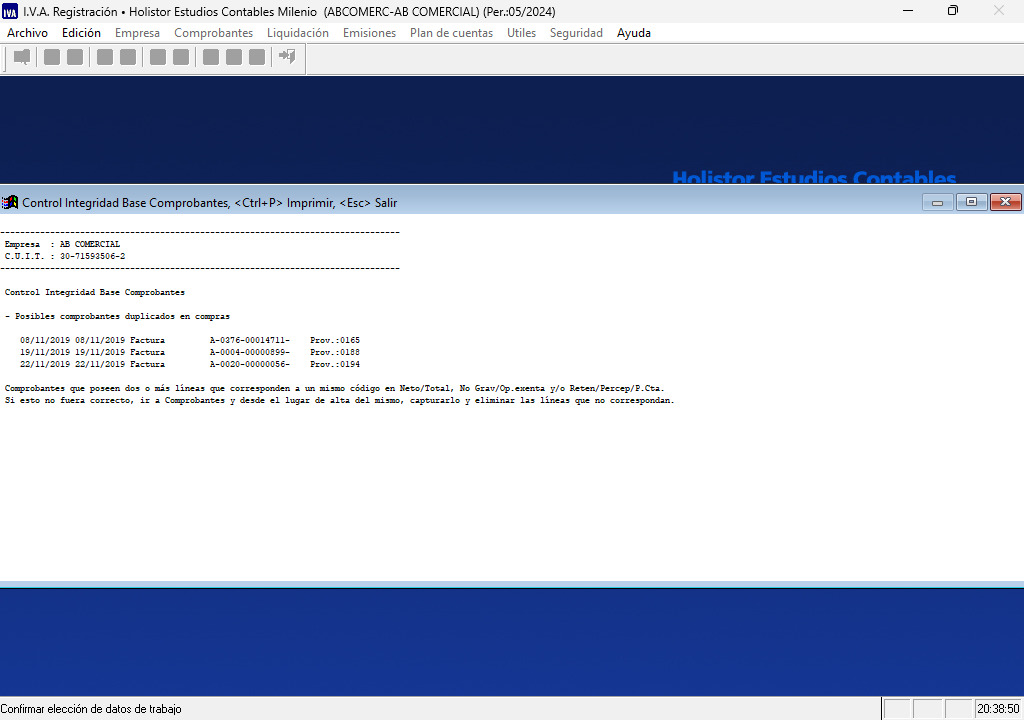 IVA I.V.A. Registración • Holistor Estudios Contables Milenio (ABCOMERC-AB COMERCIAL) (Per.:05/2024)
Archivo Edición Empresa Comprobantes Liquidación Emisiones Plan de cuentas Utiles Seguridad Ayuda
Holistor Estudios Contables
Control Integridad Base Comprobantes, <Ctrl+P> Imprimir, <Esc> Salir
--------------------------------------------------------------------------------
Empresa : AB COMERCIAL
C.U.I.T. : 30-71593506-2
--------------------------------------------------------------------------------
Control Integridad Base Comprobantes
- Posibles comprobantes duplicados en compras
08/11/2019 08/11/2019 Factura A-0376-00014711- Prov.:0165
19/11/2019 19/11/2019 Factura A-0004-00000899- Prov.:0188
22/11/2019 22/11/2019 Factura A-0020-00000056- Prov.:0194
Comprobantes que poseen dos o más líneas que corresponden a un mismo código en Neto/Total, No Grav/Op.exenta y/o Reten/Percep/P.Cta.
Si esto no fuera correcto, ir a Comprobantes y desde el lugar de alta del mismo, capturarlo y eliminar las líneas que no correspondan.
Confirmar elección de datos de trabajo
20:38:50